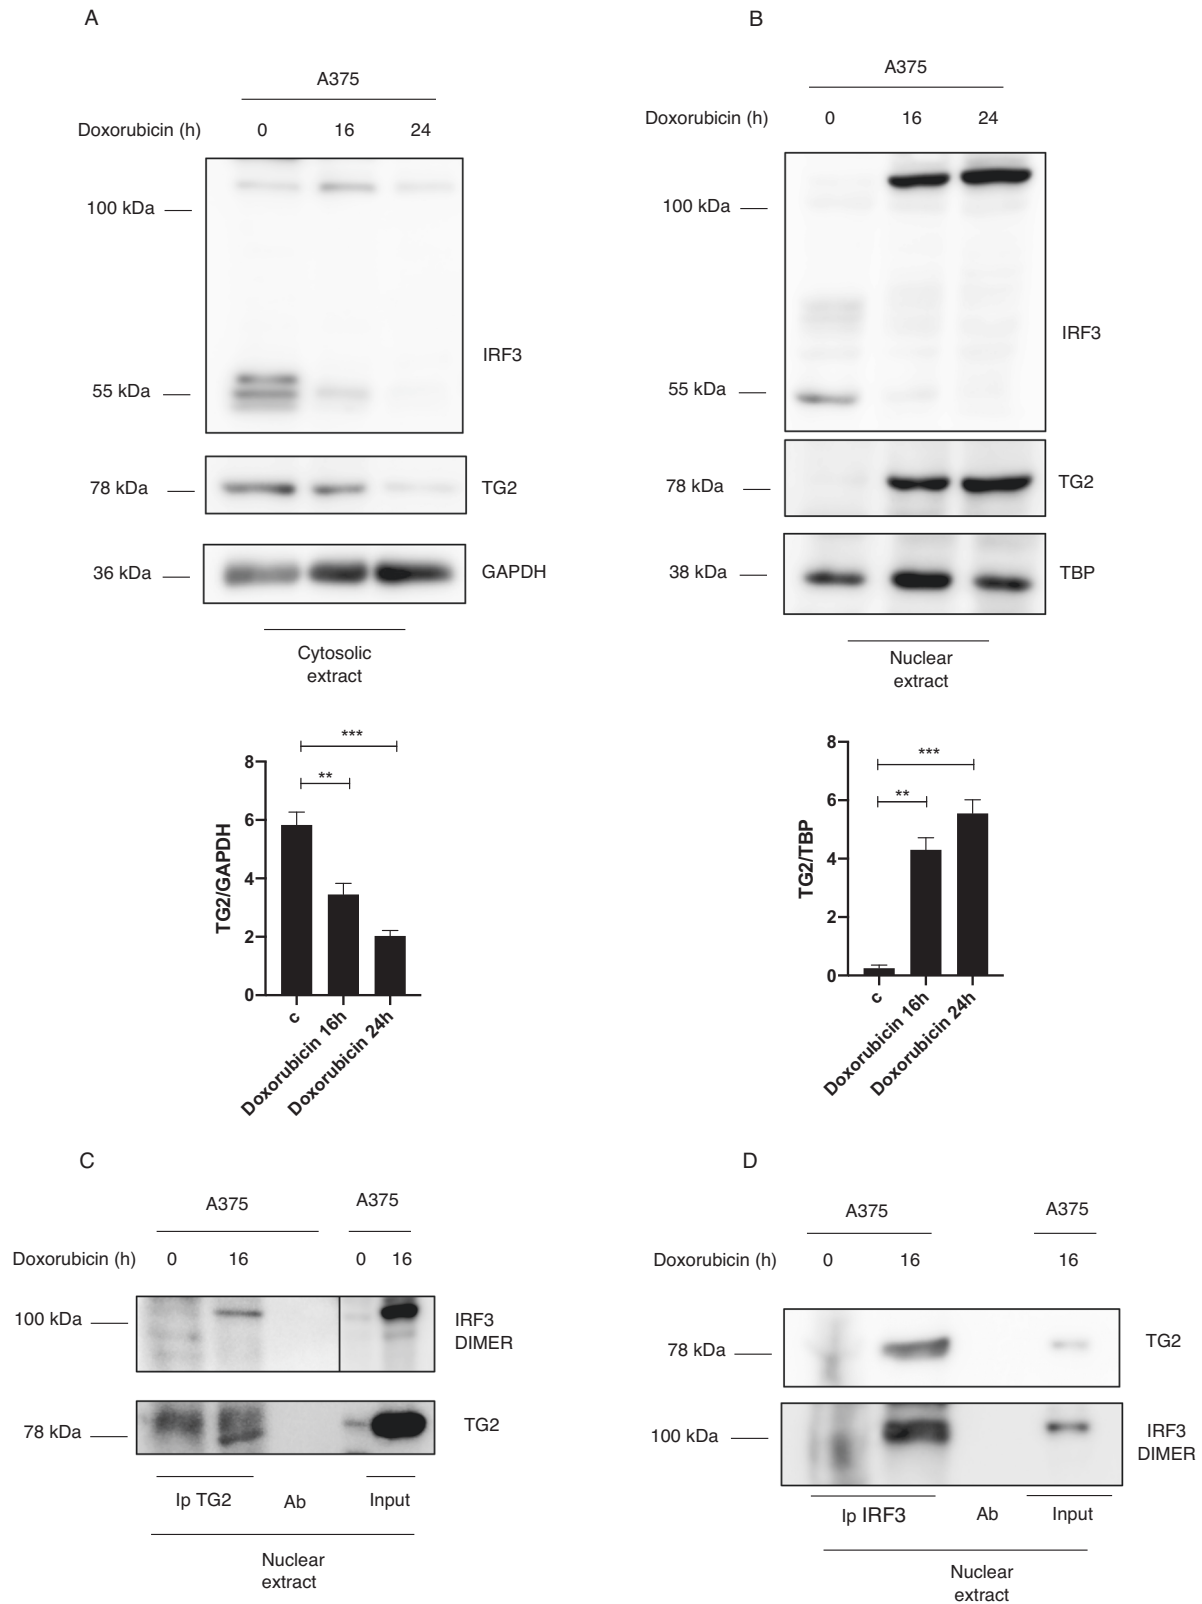 A
A375
Doxorubicin (h) 0 16 24
100 kDa
IRF3
55 kDa
78 kDa
TG2
36 kDa
GAPDH
Cytosolic
extract
B
A375
Doxorubicin (h) 0 16 24
100 kDa
IRF3
55 kDa
78 kDa
TG2
38 kDa
TBP
Nuclear
extract
TG2/GAPDH
8
6
4
2
0
***
**
c
Doxorubicin 16h
Doxorubicin 24h
TG2/TBP
8
6
4
2
0
***
**
c
Doxorubicin 16h
Doxorubicin 24h
C
A375 A375
Doxorubicin (h) 0 16 0 16
100 kDa
IRF3
DIMER
78 kDa
TG2
Ip TG2 Ab Input
Nuclear
extract
D
A375 A375
Doxorubicin (h) 0 16 16
78 kDa
TG2
100 kDa
IRF3
DIMER
Ip IRF3 Ab Input
Nuclear
extract